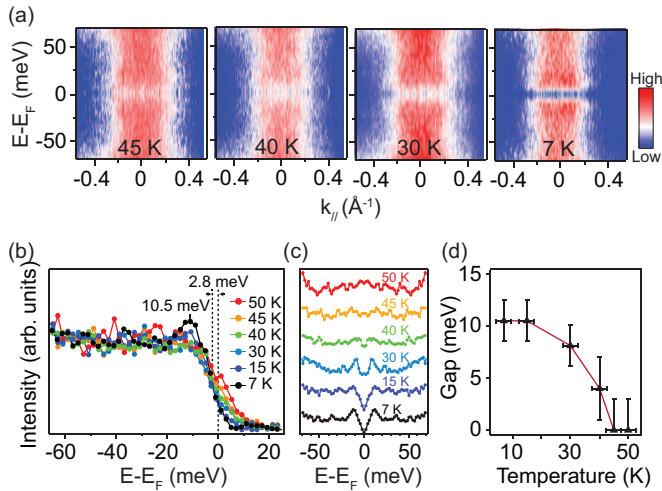 (a)
E-E_F (meV)
50
0
-50
45 K
40 K
30 K
7 K
High
Low
-0.4 0 0.4 -0.4 0 0.4 -0.4 0 0.4 -0.4 0 0.4
k_// (Å⁻¹)
(b)
Intensity (arb. units)
2.8 meV
10.5 meV
50 K
45 K
40 K
30 K
15 K
7 K
-60 -40 -20 0 20
E-E_F (meV)
(c)
50 K
45 K
40 K
30 K
15 K
7 K
-50 0 50
E-E_F (meV)
(d)
Gap (meV)
15
10
5
0
10 20 30 40 50
Temperature (K)